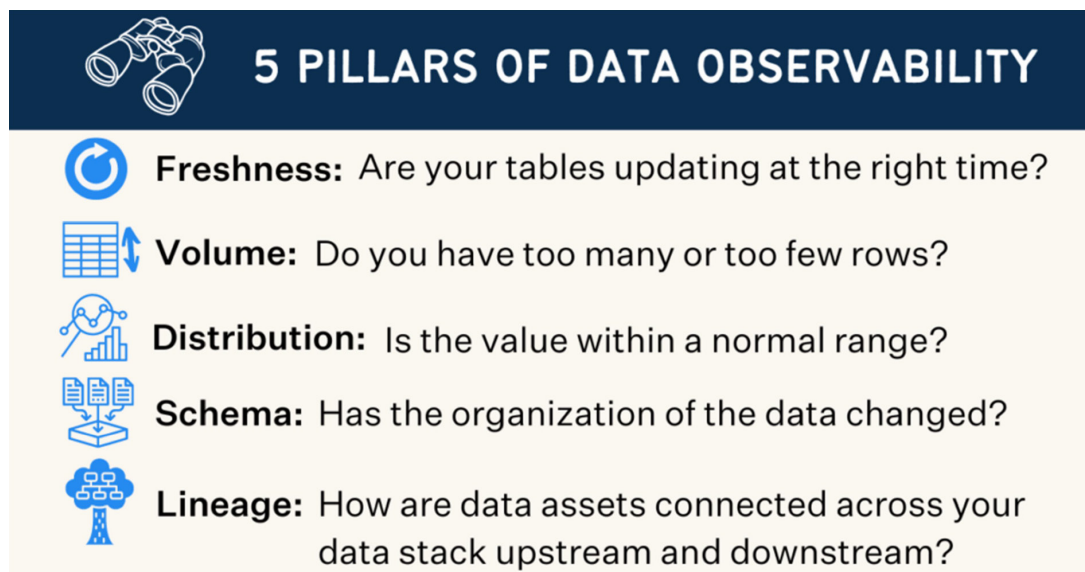 5 PILLARS OF DATA OBSERVABILITY
Freshness: Are your tables updating at the right time?
Volume: Do you have too many or too few rows?
Distribution: Is the value within a normal range?
Schema: Has the organization of the data changed?
Lineage: How are data assets connected across your
data stack upstream and downstream?